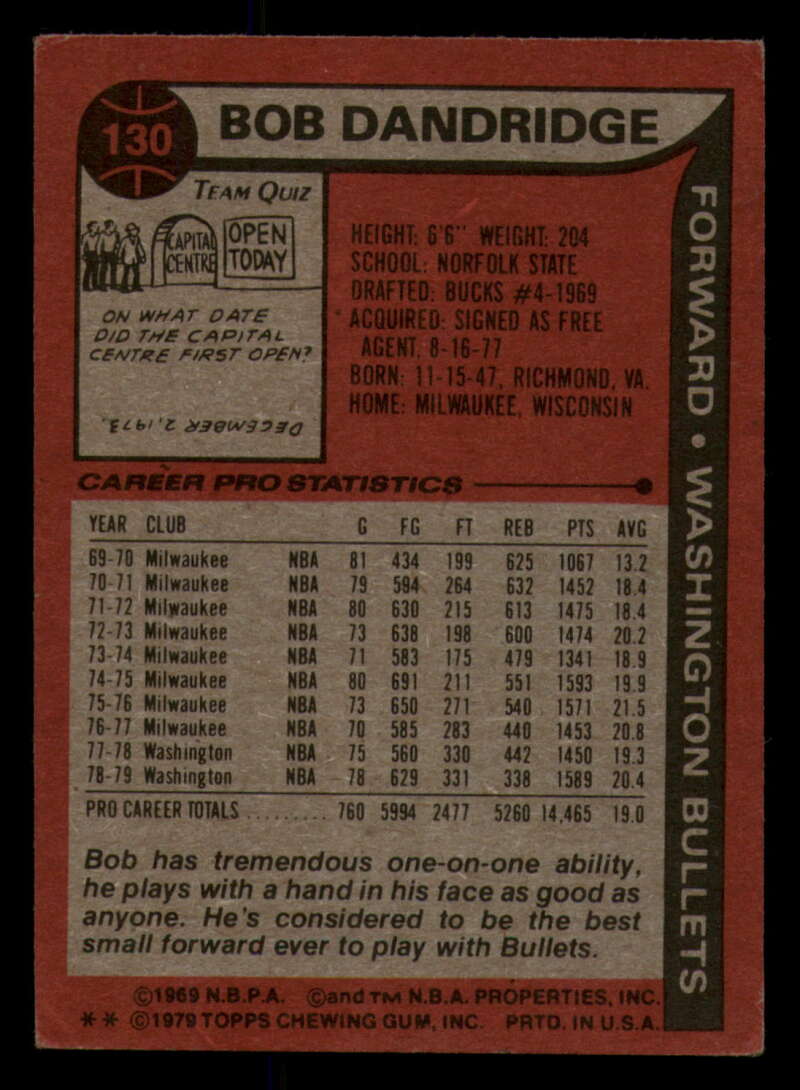 130
BOB DANDRIDGE
TEAM QUIZ
CAPITAL
CENTRE
OPEN
TODAY
ON WHAT DATE
DID THE CAPITAL
CENTRE FIRST OPEN?
DECEMBER 2, 1973.
HEIGHT: 6'6" WEIGHT: 204
SCHOOL: NORFOLK STATE
DRAFTED: BUCKS #4-1969
ACQUIRED: SIGNED AS FREE
AGENT, 8-16-77
BORN: 11-15-47, RICHMOND, VA.
HOME: MILWAUKEE, WISCONSIN
FORWARD • WASHINGTON BULLETS
CAREER PRO STATISTICS
YEAR CLUB G FG FT REB PTS AVG
69-70 Milwaukee NBA 81 434 199 625 1067 13.2
70-71 Milwaukee NBA 79 594 264 632 1452 18.4
71-72 Milwaukee NBA 80 630 215 613 1475 18.4
72-73 Milwaukee NBA 73 638 198 600 1474 20.2
73-74 Milwaukee NBA 71 583 175 479 1341 18.9
74-75 Milwaukee NBA 80 691 211 551 1593 19.9
75-76 Milwaukee NBA 73 650 271 540 1571 21.5
76-77 Milwaukee NBA 70 585 283 440 1453 20.8
77-78 Washington NBA 75 560 330 442 1450 19.3
78-79 Washington NBA 78 629 331 338 1589 20.4
PRO CAREER TOTALS ......... 760 5994 2477 5260 14,465 19.0
Bob has tremendous one-on-one ability,
he plays with a hand in his face as good as
anyone. He's considered to be the best
small forward ever to play with Bullets.
©1969 N.B.P.A. ©and TM N.B.A. PROPERTIES, INC.
** ©1979 TOPPS CHEWING GUM, INC. PRTD. IN U.S.A.